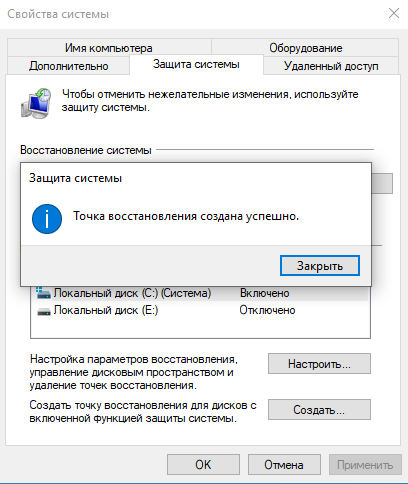 Свойства системы
Имя компьютера
Оборудование
Дополнительно
Защита системы
Удаленный доступ
Чтобы отменить нежелательные изменения, используйте
защиту системы.
Восстановление системы
Защита системы
Точка восстановления создана успешно.
Закрыть
Локальный диск (C:) (Система) Включено
Локальный диск (E:) Отключено
Настройка параметров восстановления,
управление дисковым пространством и
удаление точек восстановления.
Настроить...
Создать точку восстановления для дисков с
включенной функцией защиты системы.
Создать...
OK
Отмена
Применить